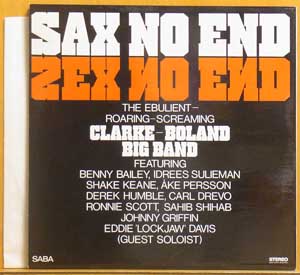 SAX NO END
SEX NO END
THE EBULIENT-
ROARING-SCREAMING
CLARKE-BOLAND
BIG BAND
FEATURING
BENNY BAILEY, IDREES SULIEMAN
SHAKE KEANE, ÅKE PERSSON
DEREK HUMBLE, CARL DREVO
RONNIE SCOTT, SAHIB SHIHAB
JOHNNY GRIFFIN
EDDIE 'LOCKJAW' DAVIS
(GUEST SOLOIST)
SABA
STEREO